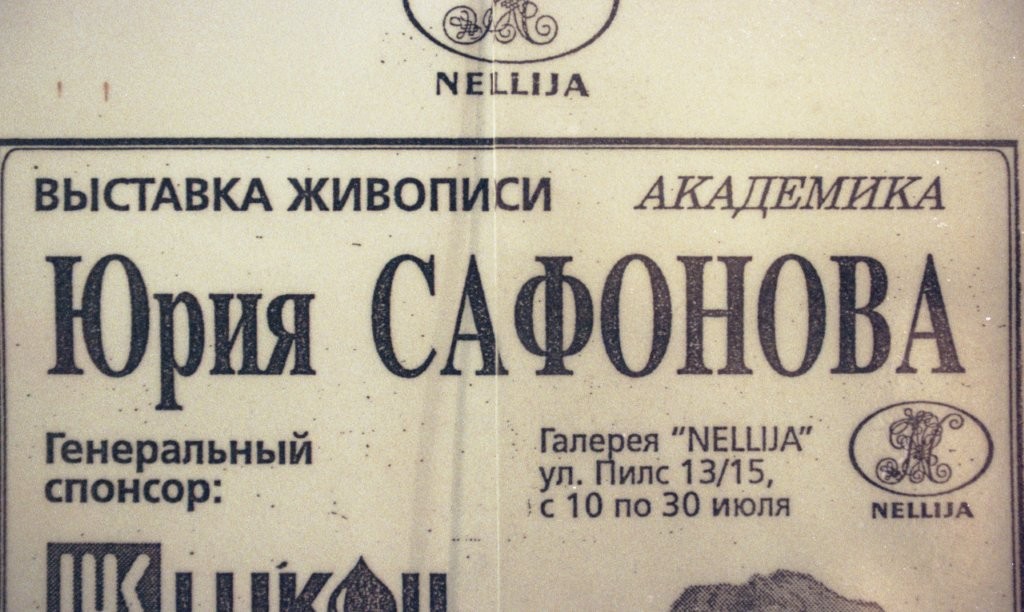 NELLIJA
ВЫСТАВКА ЖИВОПИСИ АКАДЕМИКА
Юрия САФОНОВА
Генеральный
спонсор:
Галерея “NELLIJA”
ул. Пилс 13/15,
с 10 по 30 июля
NELLIJA